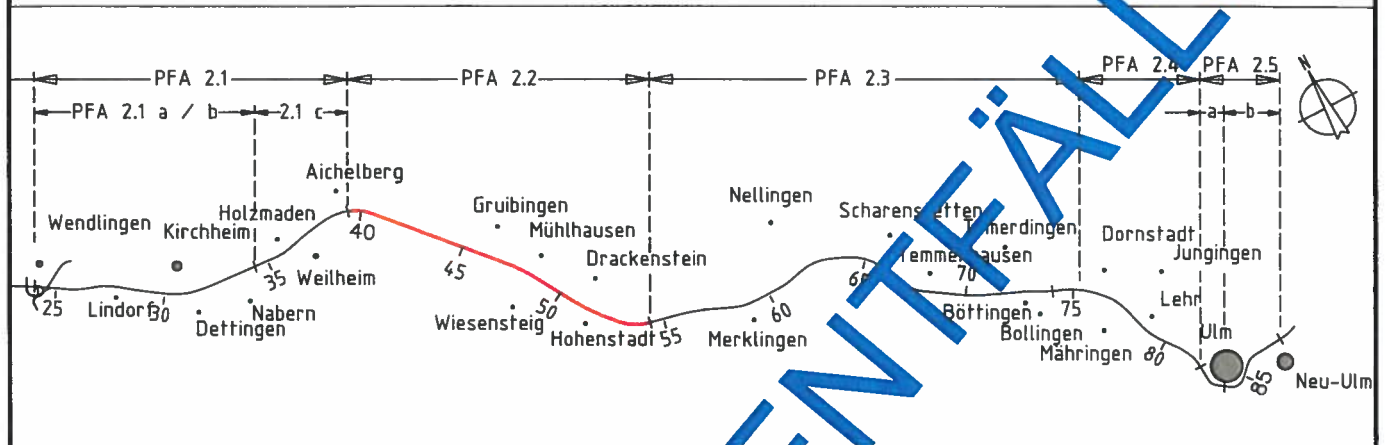 PFA 2.1 PFA 2.2 PFA 2.3 PFA 2.4 PFA 2.5
PFA 2.1 a / b 2.1 c a b N
Aichelberg
Wendlingen Kirchheim Holzmaden Gruibingen Nellingen Scharenstetten
40 Mühlhausen Dornstadt
45 Drackenstein Jungingen
35 Weilheim 70
25 Lindorf 30 Nabern 50 60 Böttingen 75 Lehr
Dettingen Wiesensteig Hohenstadt 55 Merklingen Bollingen Ulm
Mähringen 80
85 Neu-Ulm
ENTFÄLL